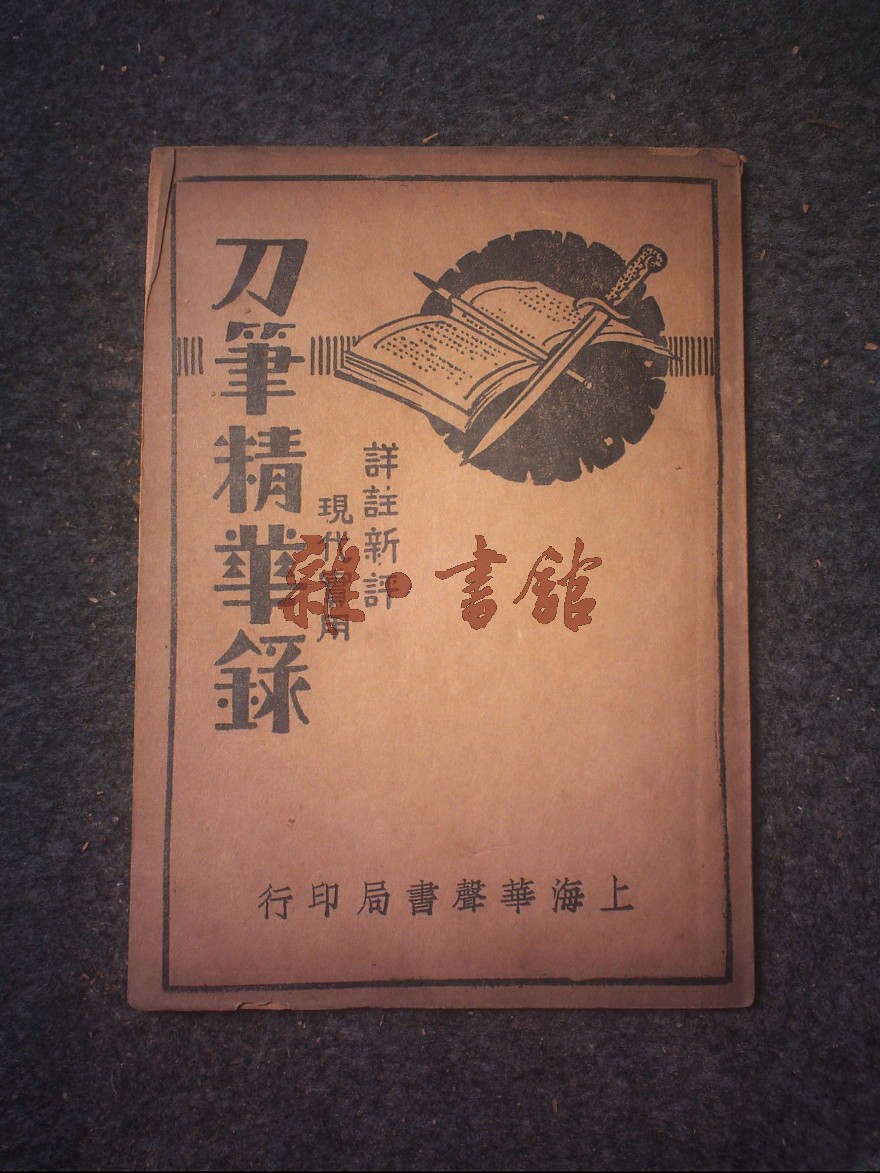 詳註新評
現代實用
刀筆精華錄
上海華聲書局印行
雜·書館